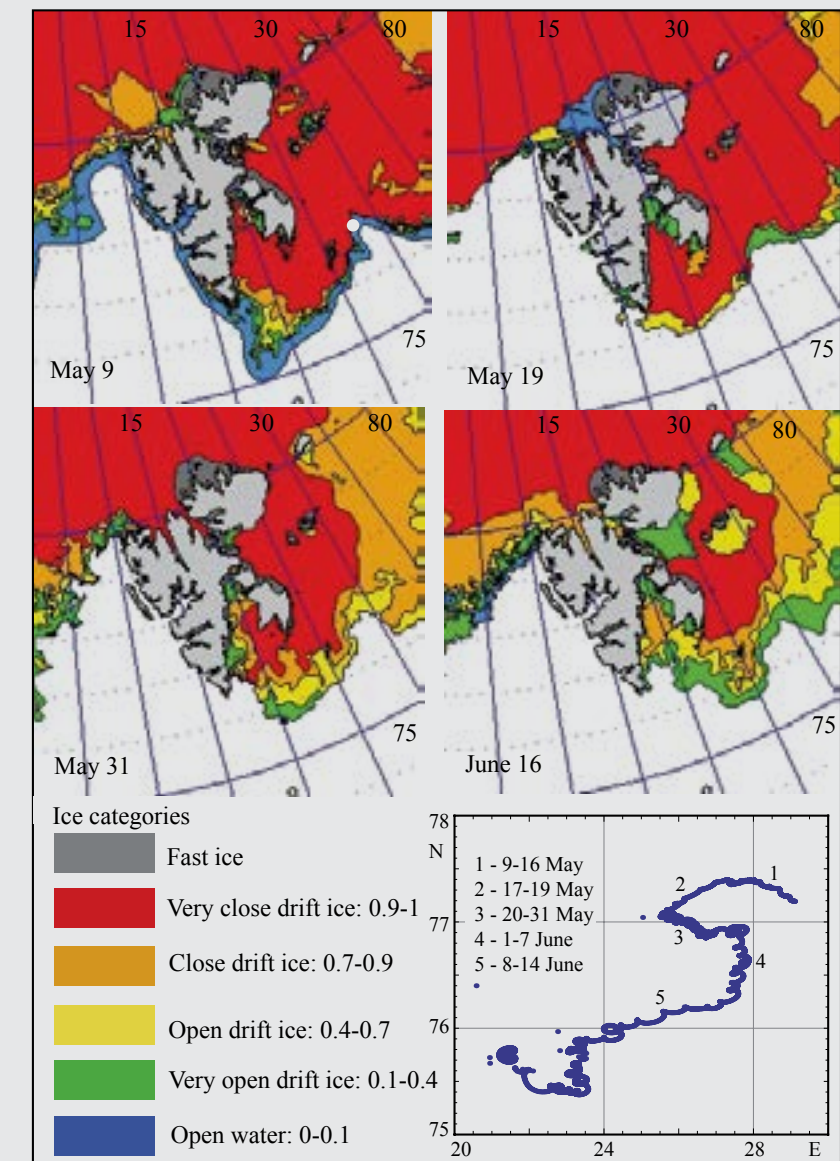 15 30 80
75
May 9
15 30 80
75
May 19
15 30 80
75
May 31
15 30 80
75
June 16
Ice categories
Fast ice
Very close drift ice: 0.9-1
Close drift ice: 0.7-0.9
Open drift ice: 0.4-0.7
Very open drift ice: 0.1-0.4
Open water: 0-0.1
78
N
77
76
75
20 24 28 E
1 - 9-16 May
2 - 17-19 May
3 - 20-31 May
4 - 1-7 June
5 - 8-14 June
1
2
3
4
5